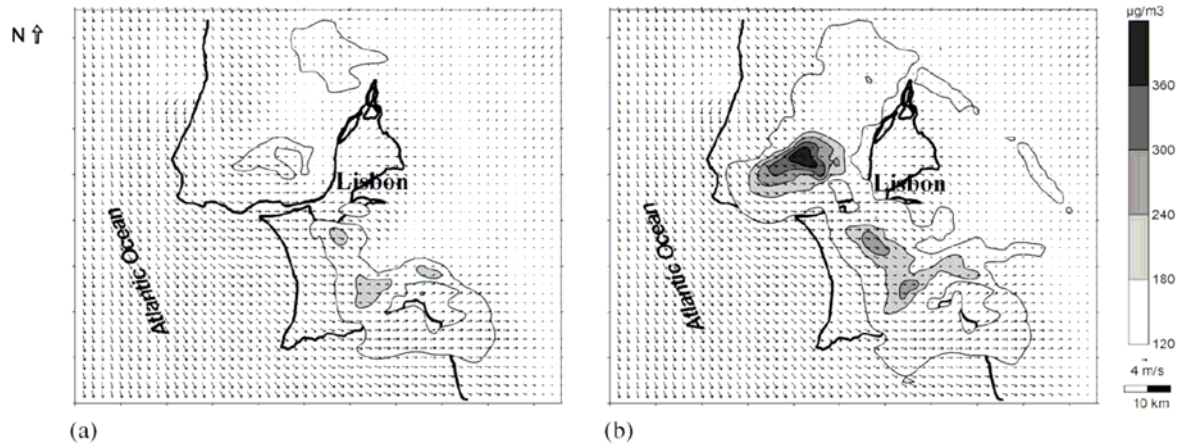 N ⇧
Lisbon
Atlantic Ocean
(a)
Lisbon
Atlantic Ocean
(b)
µg/m3
360
300
240
180
120
4 m/s
10 km